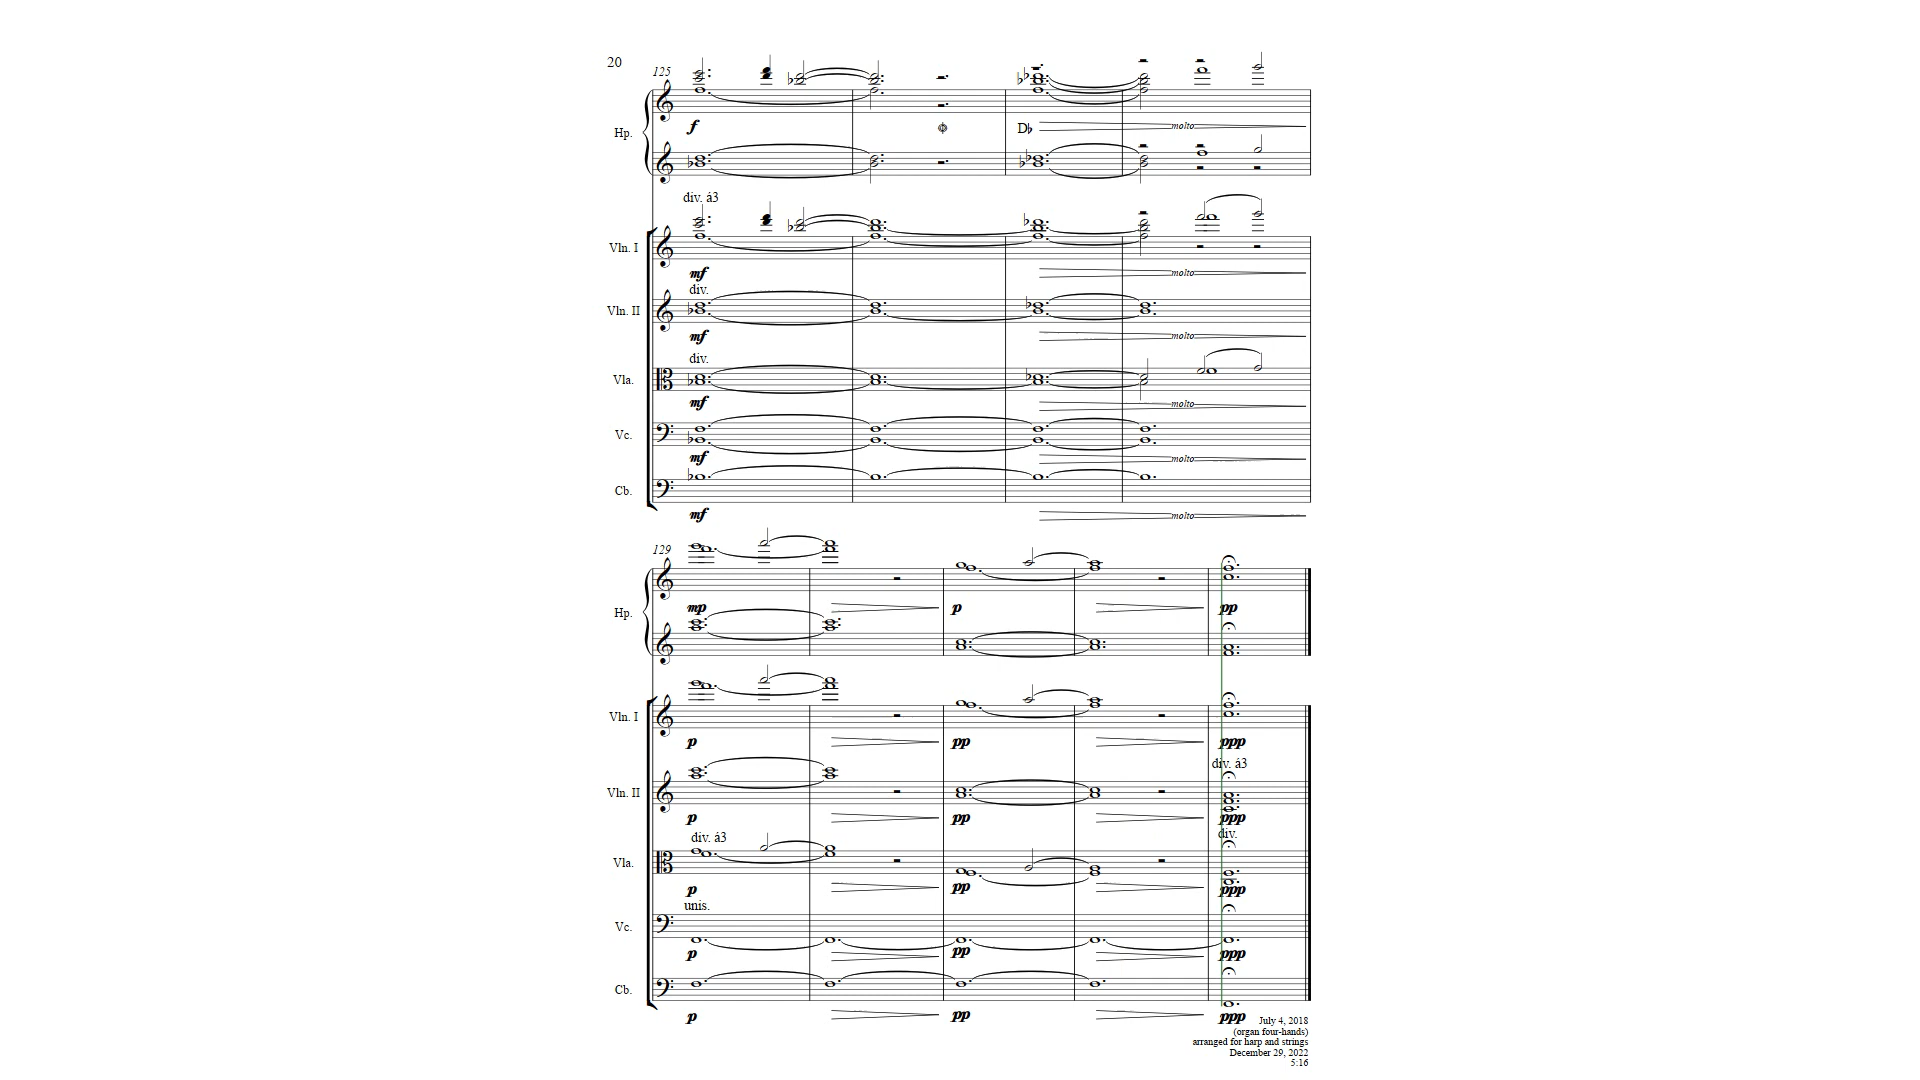 20
125
f
D♭
molto
Hp.
div. á3
Vln. I
mf
molto
div.
Vln. II
mf
molto
div.
Vla.
mf
molto
Vc.
mf
molto
Cb.
mf
molto
129
Hp.
mp
p
pp
Vln. I
p
pp
ppp
div. á3
Vln. II
p
pp
ppp
div. á3
div.
Vla.
p
pp
ppp
unis.
Vc.
p
pp
ppp
Cb.
p
pp
ppp
July 4, 2018
(organ four-hands)
arranged for harp and strings
December 29, 2022
5:16